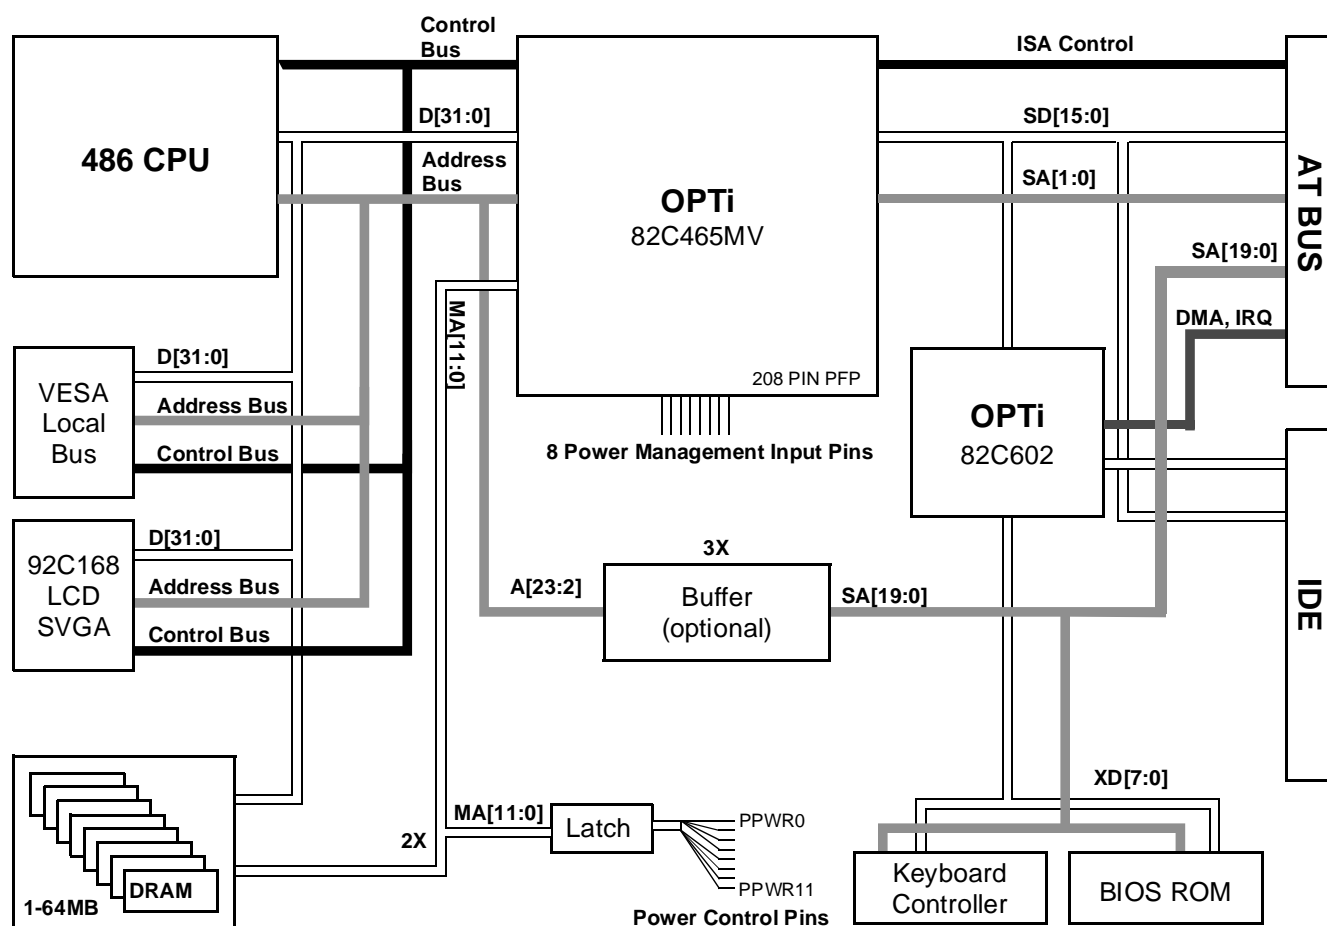 Control
Bus
ISA Control
D[31:0]
SD[15:0]
486 CPU
Address
Bus
OPTi
82C465MV
SA[1:0]
AT BUS
SA[19:0]
MA[11:0]
DMA, IRQ
D[31:0]
VESA
Local
Bus
Address Bus
Control Bus
208 PIN PFP
8 Power Management Input Pins
OPTi
82C602
D[31:0]
92C168
LCD
SVGA
Address Bus
Control Bus
3X
A[23:2]
Buffer
(optional)
SA[19:0]
IDE
XD[7:0]
MA[11:0]
Latch
2X
PPWR0
PPWR11
Power Control Pins
DRAM
1-64MB
Keyboard
Controller
BIOS ROM